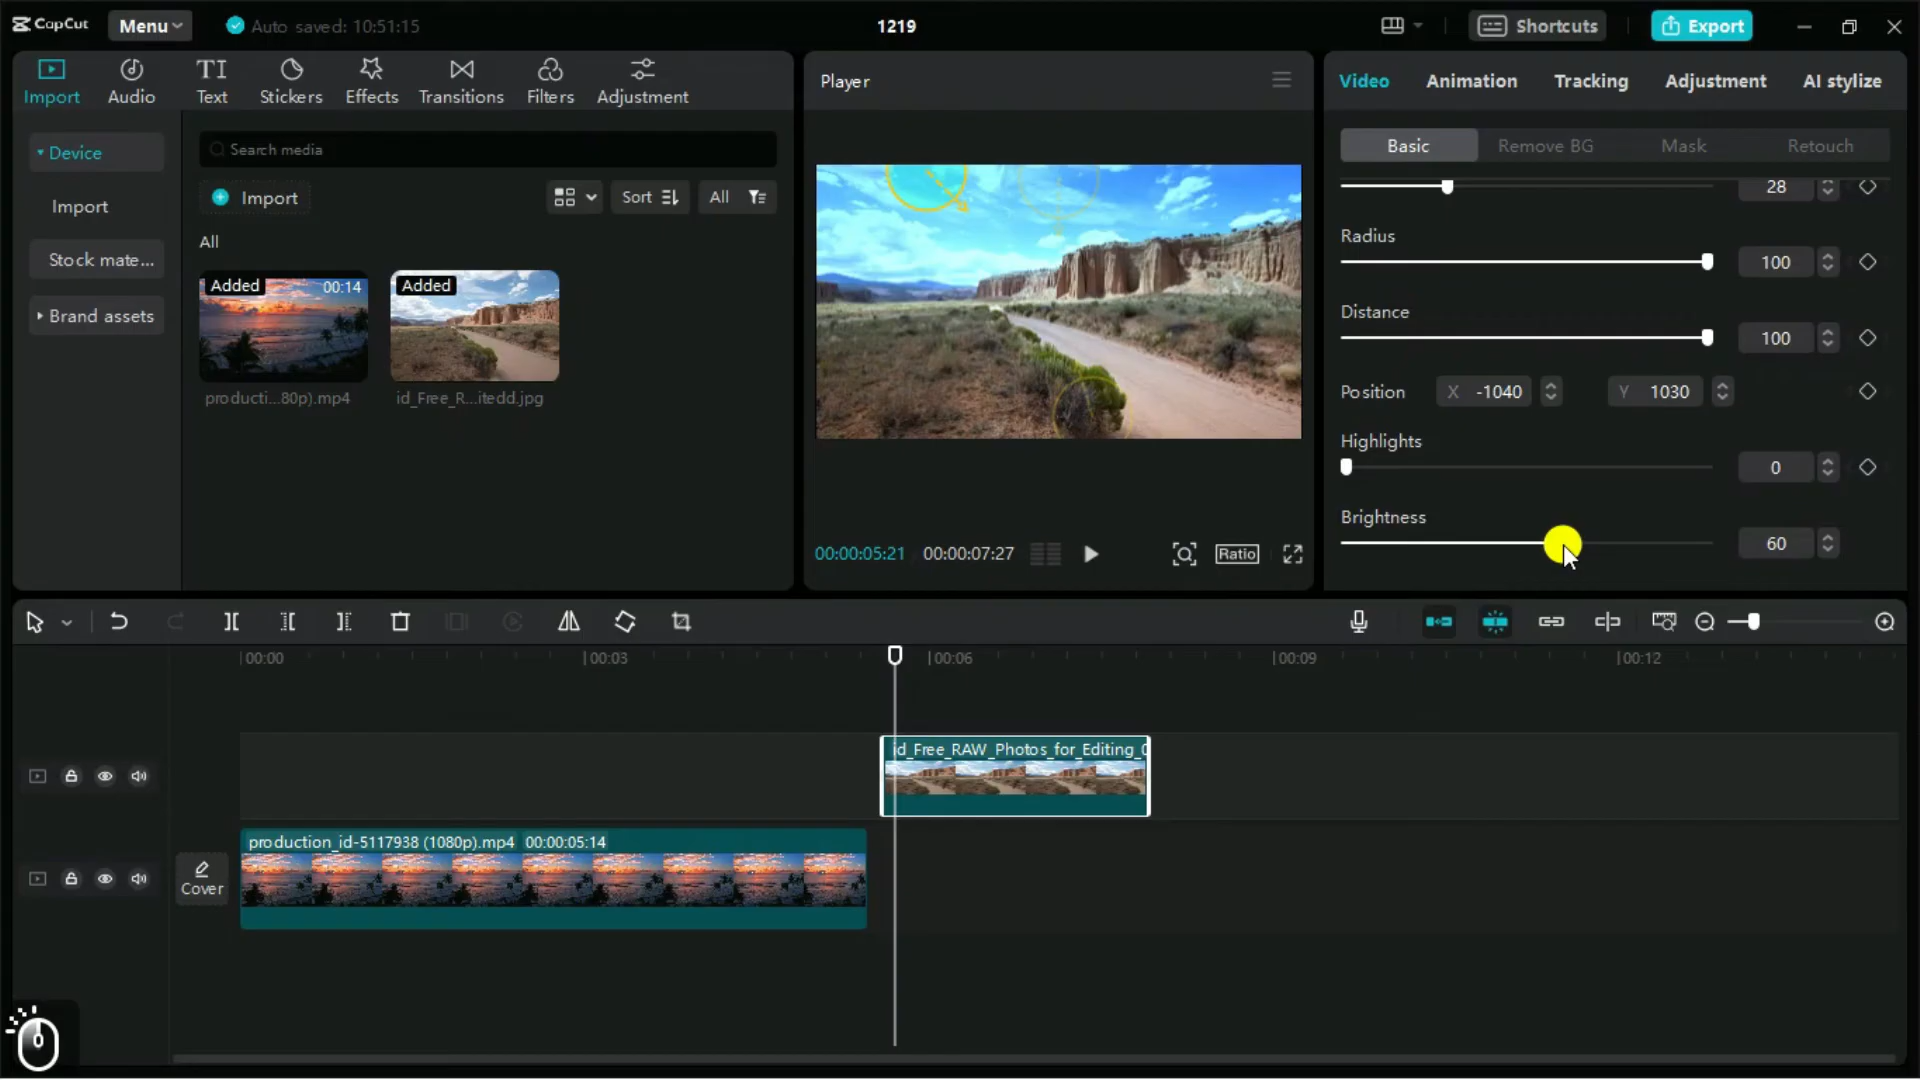 CapCut
Menu
Auto saved: 10:51:15
1219
Shortcuts
Export
Import
Audio
TI
Text
Stickers
Effects
Transitions
Filters
Adjustment
Device
Import
Stock mate...
Brand assets
Search media
Import
Sort
All
All
Added
00:14
producti...80p).mp4
Added
id_Free_R...itedd.jpg
Player
00:00:05:21
00:00:07:27
Ratio
Video
Animation
Tracking
Adjustment
AI stylize
Basic
Remove BG
Mask
Retouch
28
Radius
100
Distance
100
Position
X -1040
Y 1030
Highlights
0
Brightness
60
00:00
00:03
00:06
00:09
00:12
id_Free_RAW_Photos_for_Editing_0
Cover
production_id-5117938 (1080p).mp4 00:00:05:14